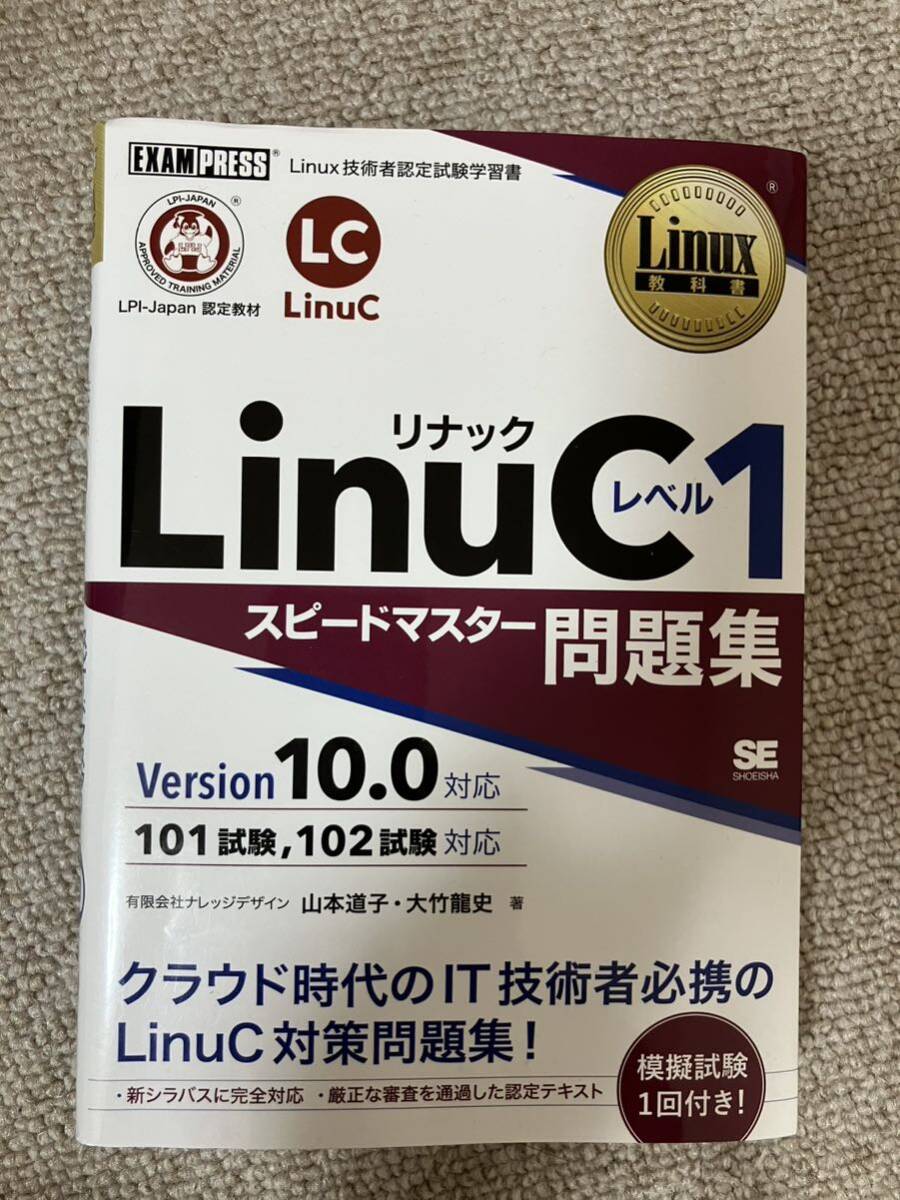 EXAMPRESS®
Linux技術者認定試験学習書
LPI-JAPAN
APPROVED TRAINING MATERIAL
®
LPI-Japan 認定教材
LC
LinuC
Linux
教科書
®
リナック
LinuCレベル1
スピードマスター問題集
SE
SHOEISHA
Version10.0対応
101試験,102試験対応
有限会社ナレッジデザイン 山本道子・大竹龍史 著
クラウド時代のIT技術者必携の
LinuC対策問題集!
・新シラバスに完全対応 ・厳正な審査を通過した認定テキスト
模擬試験
1回付き!